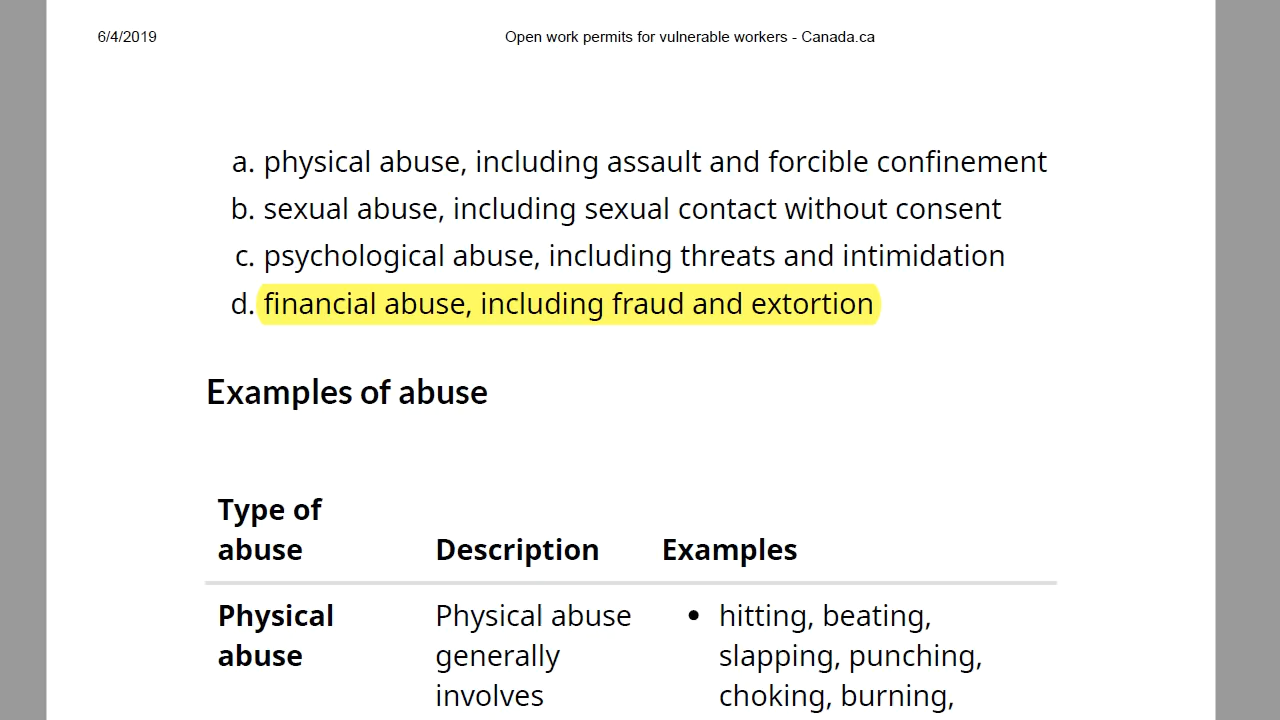 6/4/2019 Open work permits for vulnerable workers - Canada.ca
a. physical abuse, including assault and forcible confinement
b. sexual abuse, including sexual contact without consent
c. psychological abuse, including threats and intimidation
d. financial abuse, including fraud and extortion
Examples of abuse
Type of
abuse Description Examples
Physical Physical abuse • hitting, beating,
abuse generally slapping, punching,
involves choking, burning,